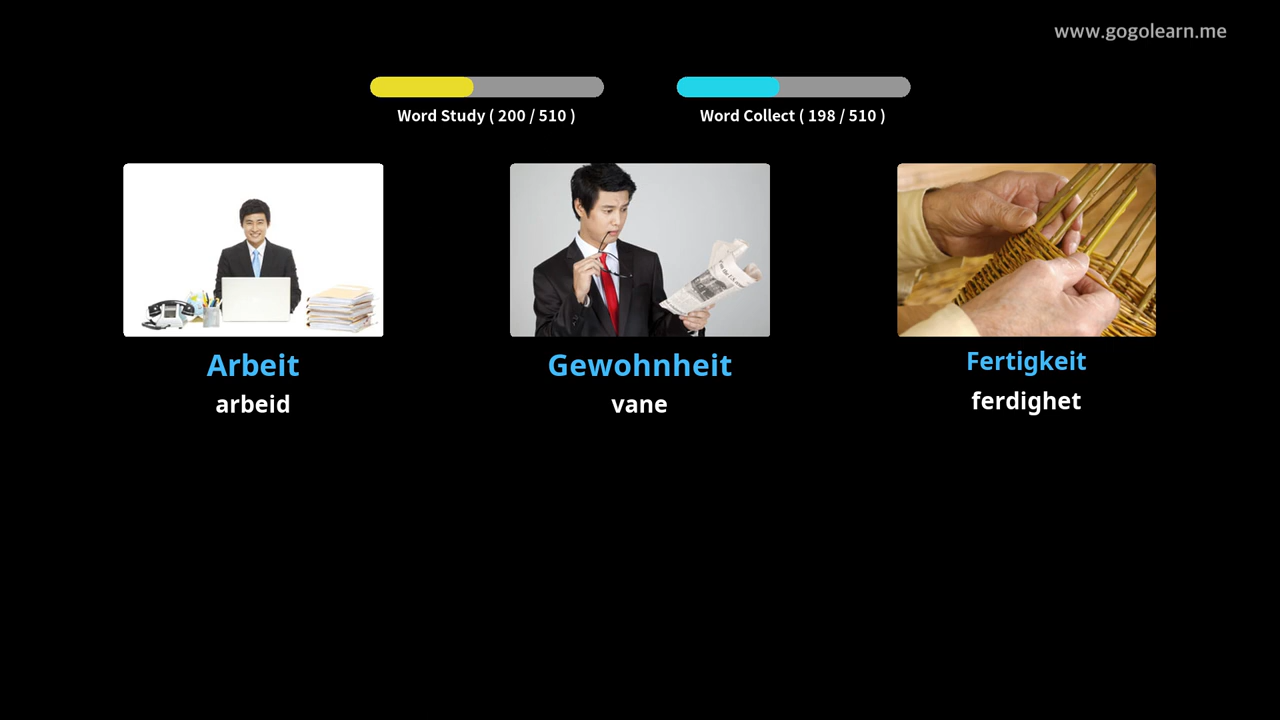 www.gogolearn.me
Word Study ( 200 / 510 )
Word Collect ( 198 / 510 )
Arbeit
arbeid
Gewohnheit
vane
Fertigkeit
ferdighet